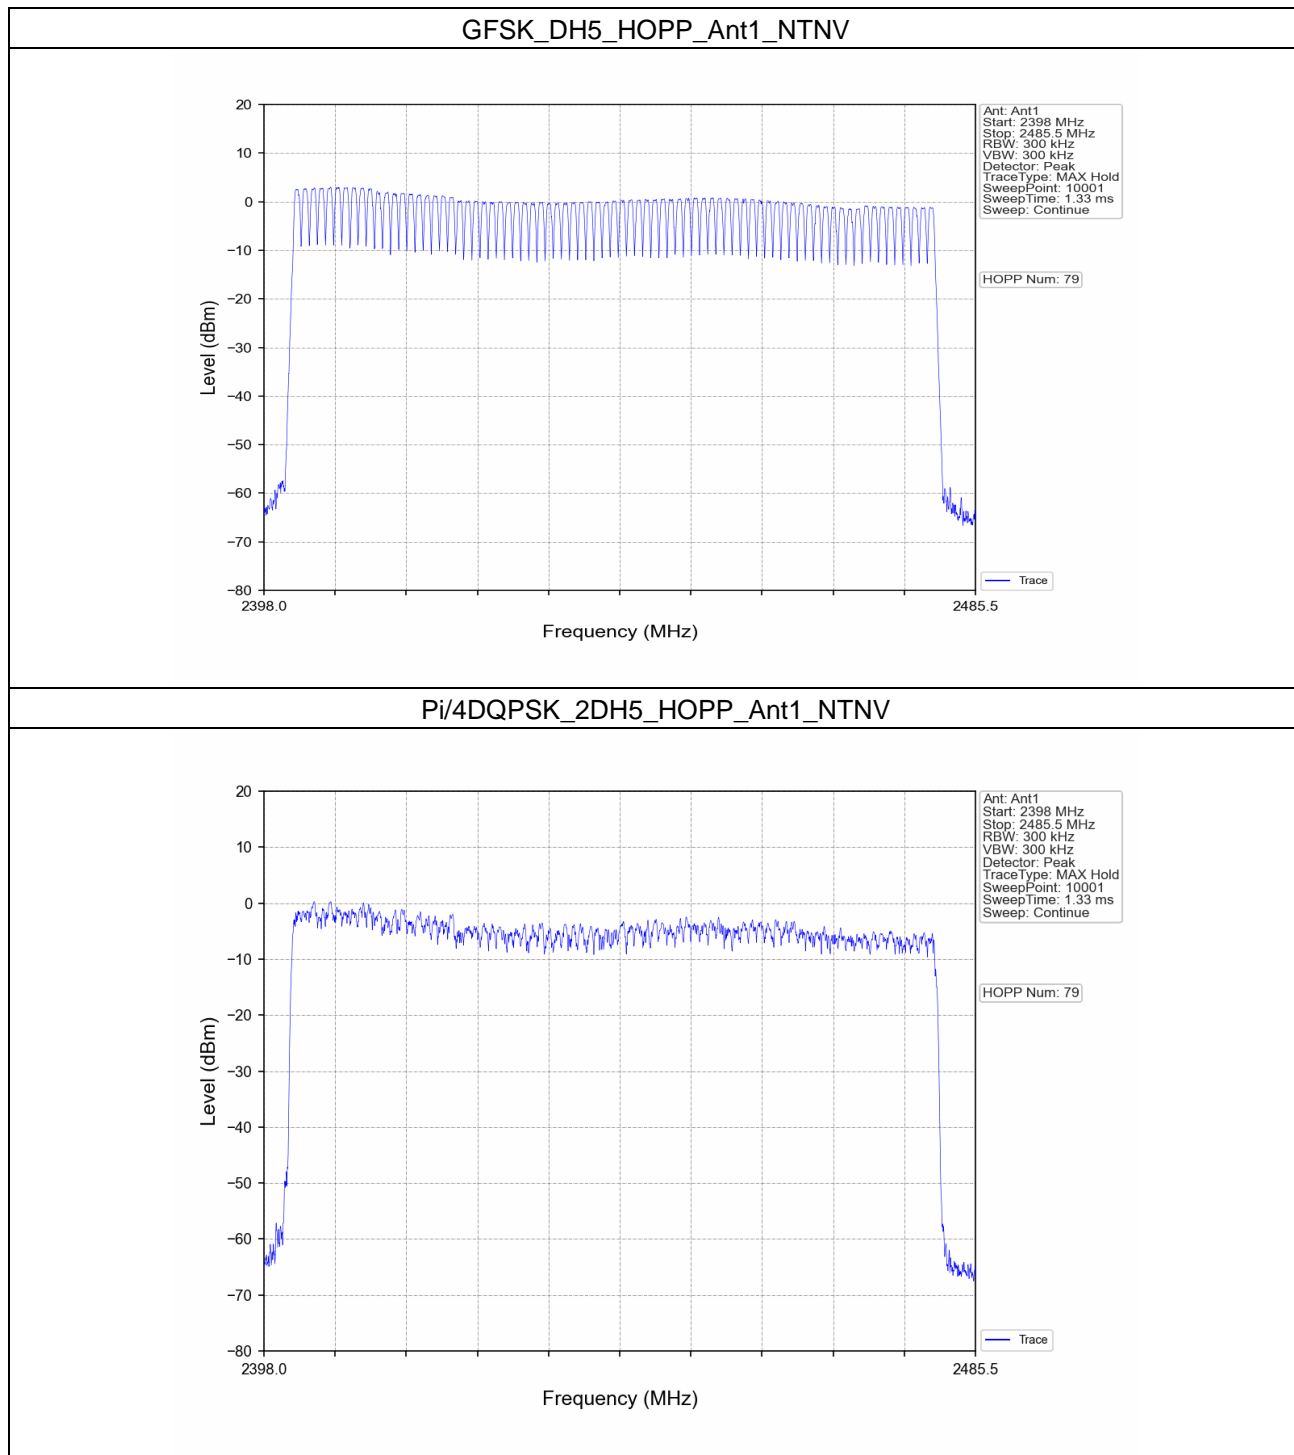 GFSK_DH5_HOPP_Ant1_NTNV
20
10
0
−10
−20
−30
−40
−50
−60
−70
−80
Level (dBm)
2398.0
2485.5
Frequency (MHz)
Ant: Ant1
Start: 2398 MHz
Stop: 2485.5 MHz
RBW: 300 kHz
VBW: 300 kHz
Detector: Peak
TraceType: MAX Hold
SweepPoint: 10001
SweepTime: 1.33 ms
Sweep: Continue
HOPP Num: 79
Trace
Pi/4DQPSK_2DH5_HOPP_Ant1_NTNV
20
10
0
−10
−20
−30
−40
−50
−60
−70
−80
Level (dBm)
2398.0
2485.5
Frequency (MHz)
Ant: Ant1
Start: 2398 MHz
Stop: 2485.5 MHz
RBW: 300 kHz
VBW: 300 kHz
Detector: Peak
TraceType: MAX Hold
SweepPoint: 10001
SweepTime: 1.33 ms
Sweep: Continue
HOPP Num: 79
Trace